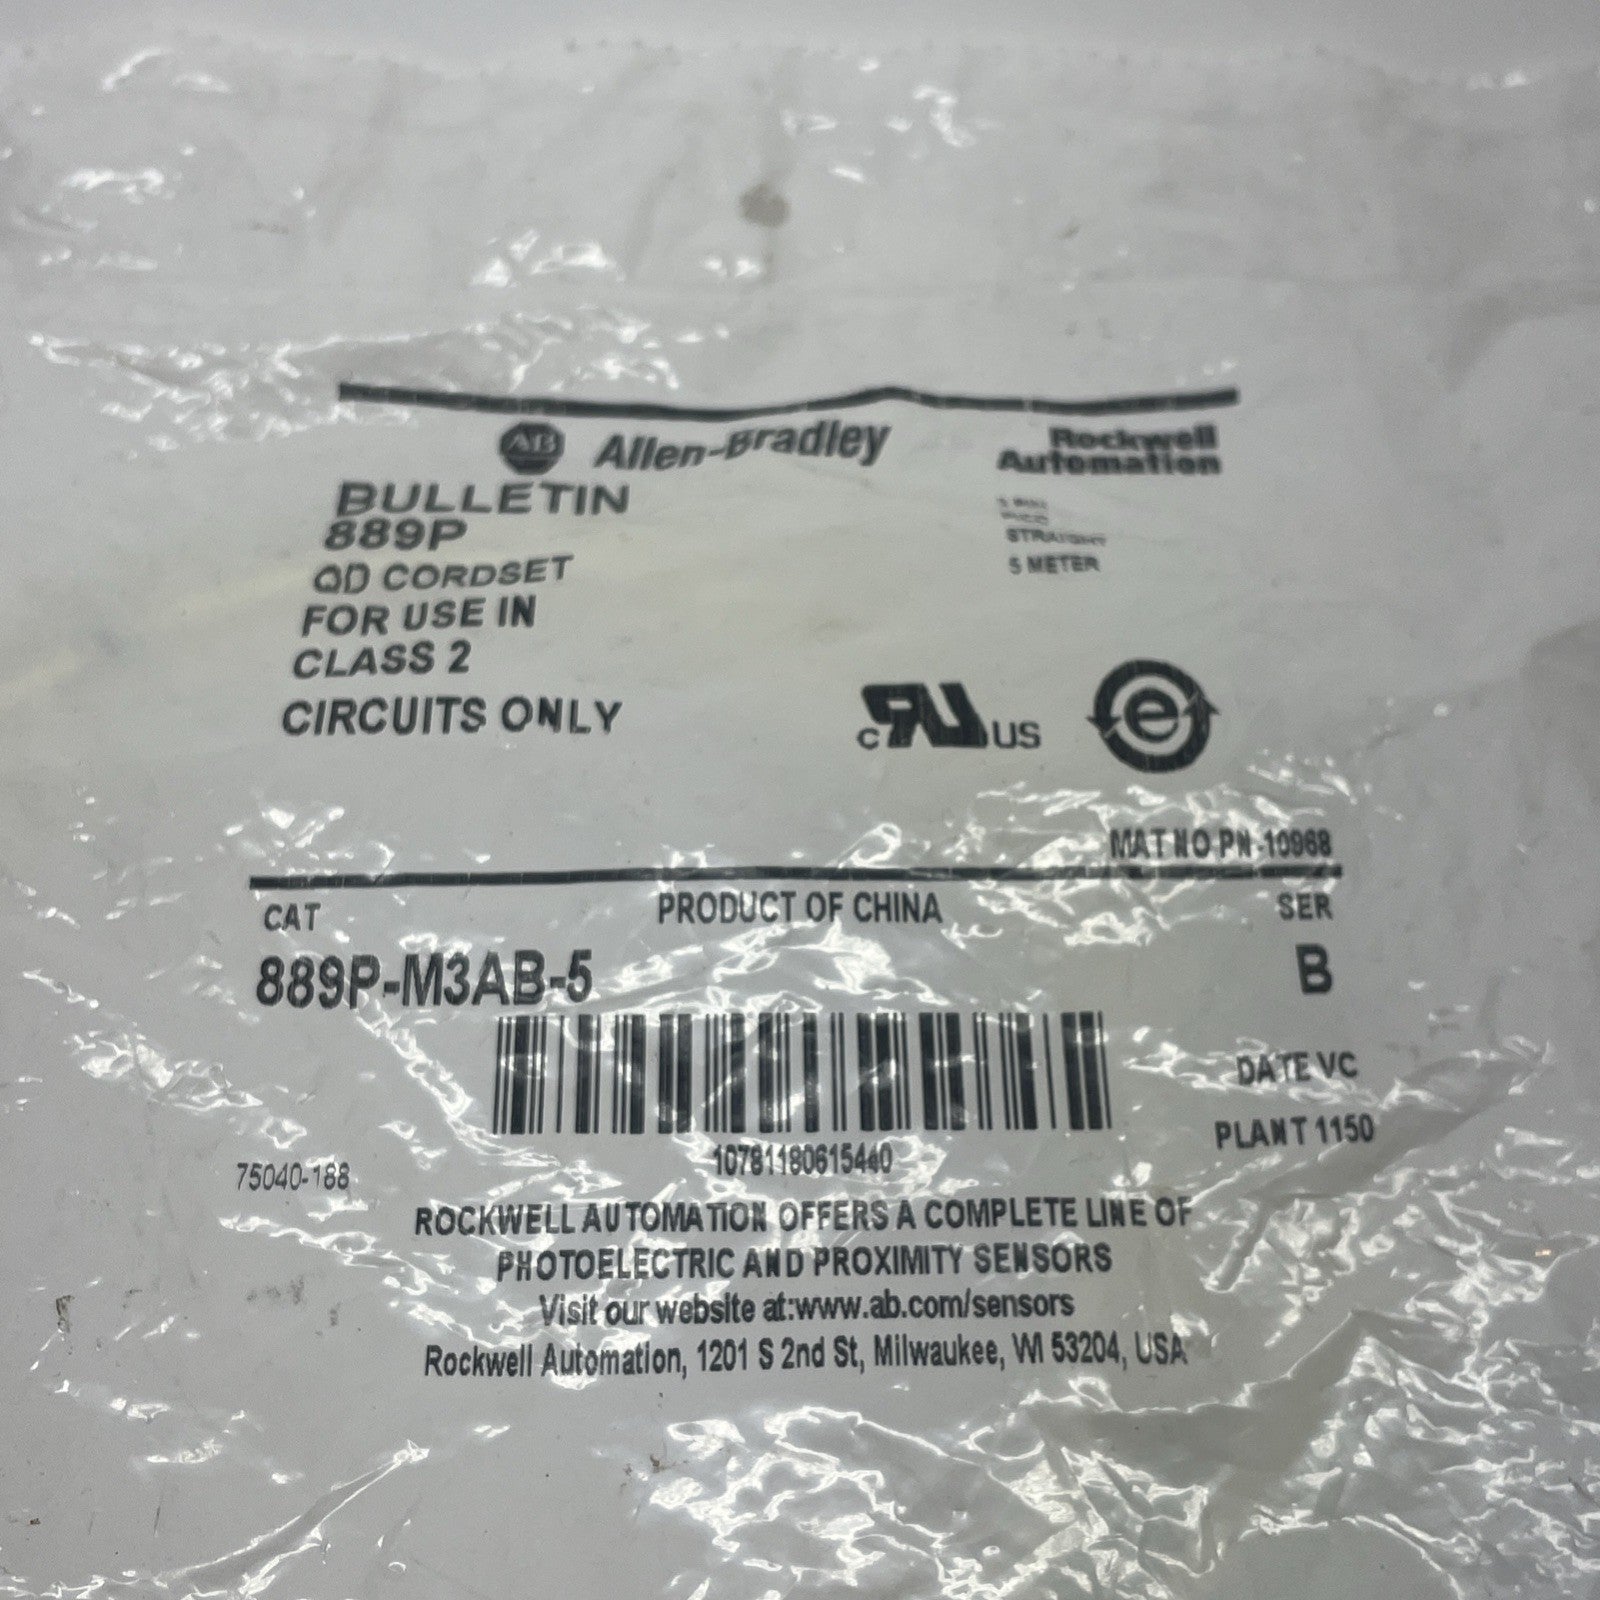 AB Allen-Bradley
Rockwell
Automation
BULLETIN
889P
QD CORDSET
FOR USE IN
CLASS 2
CIRCUITS ONLY
STRAIGHT
5 METER
c US
e
MAT NO PN-10968
CAT PRODUCT OF CHINA SER
889P-M3AB-5 B
DATE VC
PLANT 1150
10781180615440
75040-188
ROCKWELL AUTOMATION OFFERS A COMPLETE LINE OF
PHOTOELECTRIC AND PROXIMITY SENSORS
Visit our website at:www.ab.com/sensors
Rockwell Automation, 1201 S 2nd St, Milwaukee, WI 53204, USA